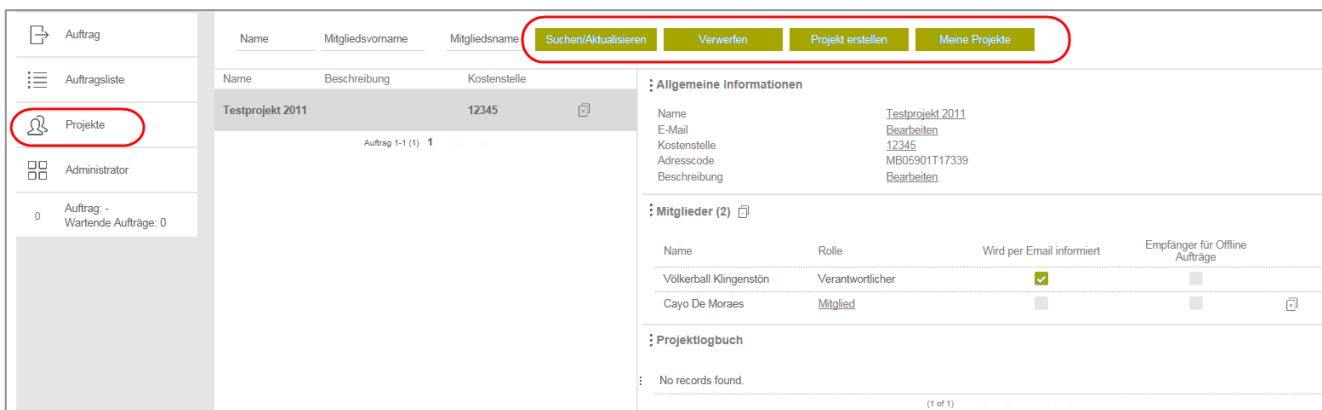 Auftrag
Auftragsliste
Projekte
Administrator
0
Auftrag: -
Wartende Aufträge: 0
Name Mitgliedsvorname Mitgliedsname Suchen/Aktualisieren Verwerfen Projekt erstellen Meine Projekte
Name Beschreibung Kostenstelle
Testprojekt 2011 12345
Auftrag 1-1 (1) 1
Allgemeine Informationen
Name Testprojekt 2011
E-Mail Bearbeiten
Kostenstelle 12345
Adresscode MB05901T17339
Beschreibung Bearbeiten
Mitglieder (2)
Name Rolle Wird per Email informiert Empfänger für Offline
Aufträge
Völkerball Klingenstön Verantwortlicher
Cayo De Moraes Mitglied
Projektlogbuch
No records found.
(1 of 1)